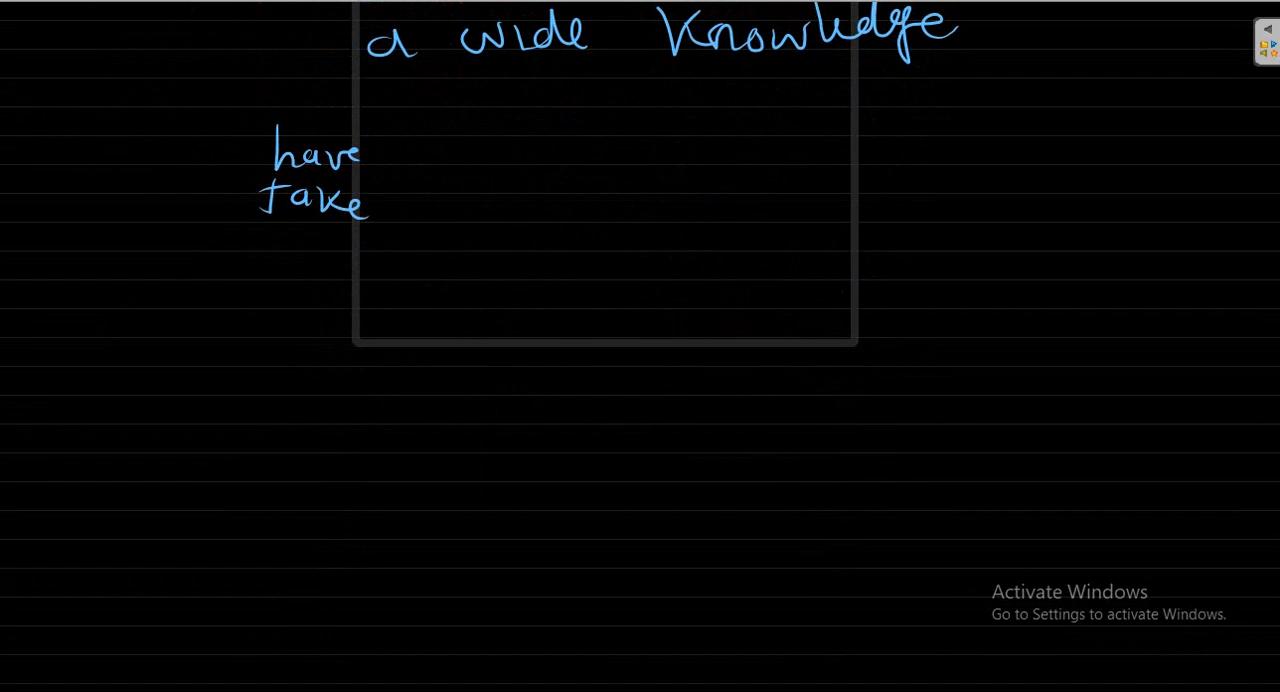 a wide knowledge
have
take
Activate Windows
Go to Settings to activate Windows.